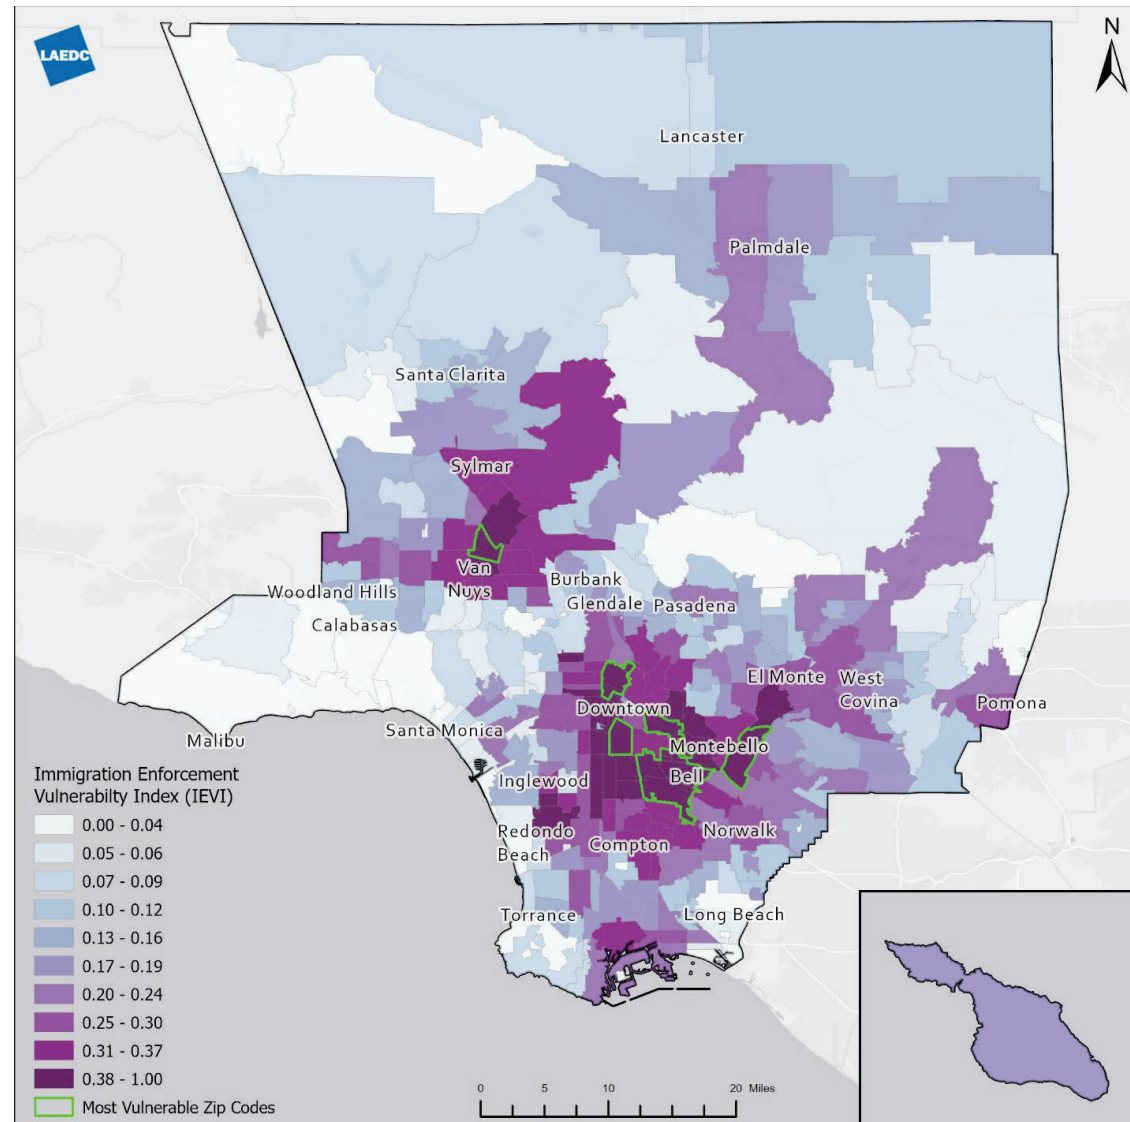 LAEDC
N
Lancaster
Palmdale
Santa Clarita
Sylmar
Van
Nuys
Burbank
Woodland Hills
Glendale
Pasadena
Calabasas
El Monte
West
Covina
Pomona
Downtown
Santa Monica
Malibu
Montebello
Bell
Inglewood
Redondo
Beach
Compton
Norwalk
Torrance
Long Beach
Immigration Enforcement
Vulnerabilty Index (IEVI)
0.00 - 0.04
0.05 - 0.06
0.07 - 0.09
0.10 - 0.12
0.13 - 0.16
0.17 - 0.19
0.20 - 0.24
0.25 - 0.30
0.31 - 0.37
0.38 - 1.00
Most Vulnerable Zip Codes
0 5 10 20 Miles